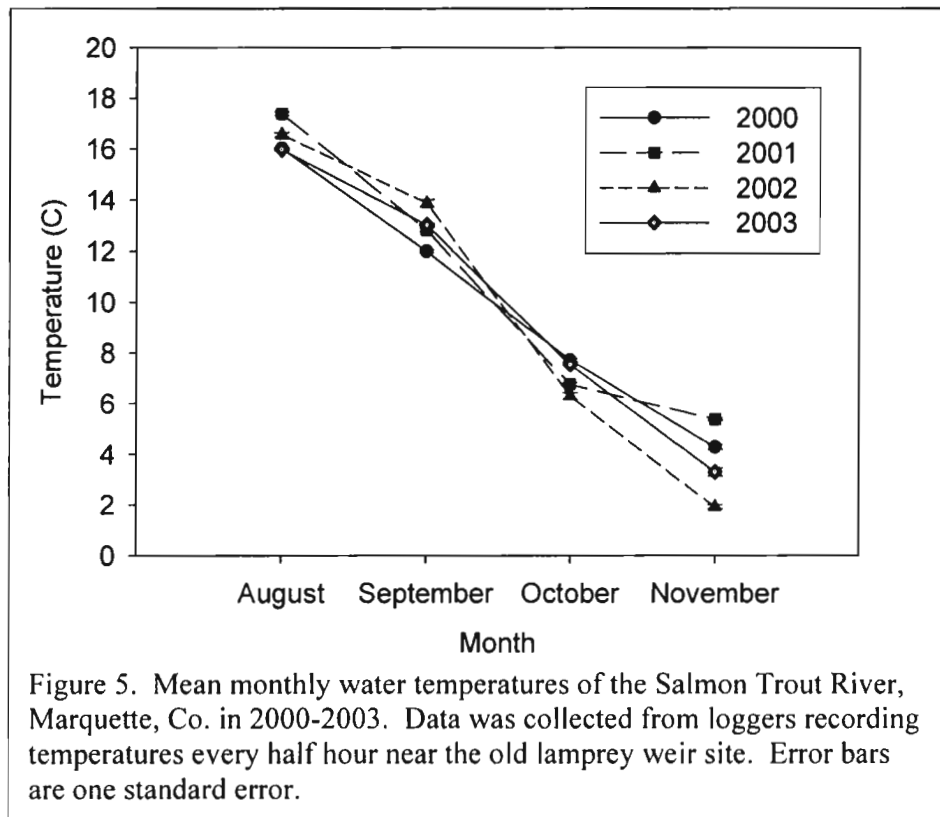 20
18
16
14
12
10
8
6
4
2
0
Temperature (C)
2000
2001
2002
2003
August September October November
Month
Figure 5. Mean monthly water temperatures of the Salmon Trout River,
Marquette, Co. in 2000-2003. Data was collected from loggers recording
temperatures every half hour near the old lamprey weir site. Error bars
are one standard error.